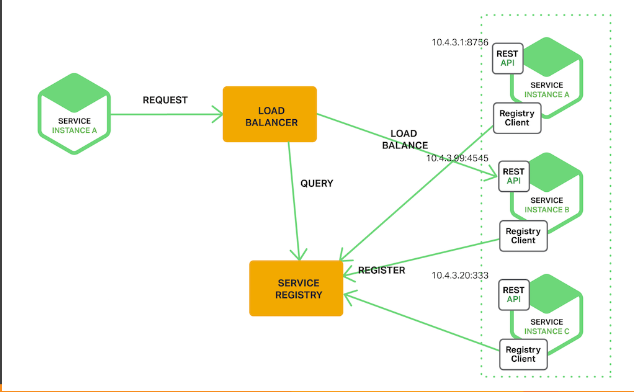 10.4.3.1:8756
REST
API
SERVICE
INSTANCE A
Registry
Client
SERVICE
INSTANCE A
REQUEST
LOAD
BALANCER
LOAD
BALANCE
10.4.3.99:4545
REST
API
SERVICE
INSTANCE B
Registry
Client
QUERY
SERVICE
REGISTRY
REGISTER
10.4.3.20:333
REST
API
SERVICE
INSTANCE C
Registry
Client